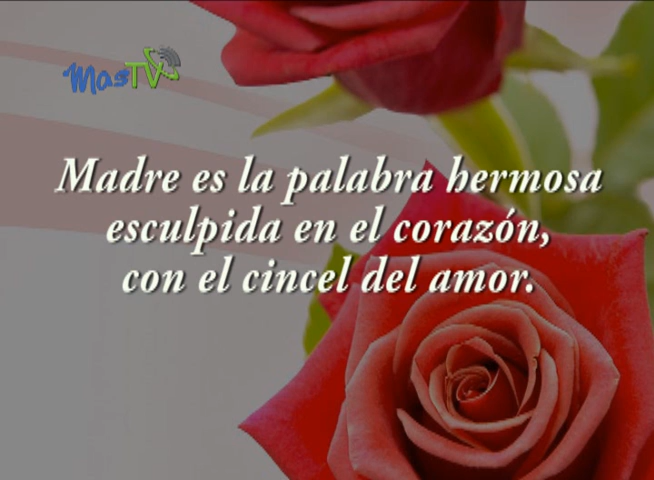 MasTV
Madre es la palabra hermosa
esculpida en el corazón,
con el cincel del amor.